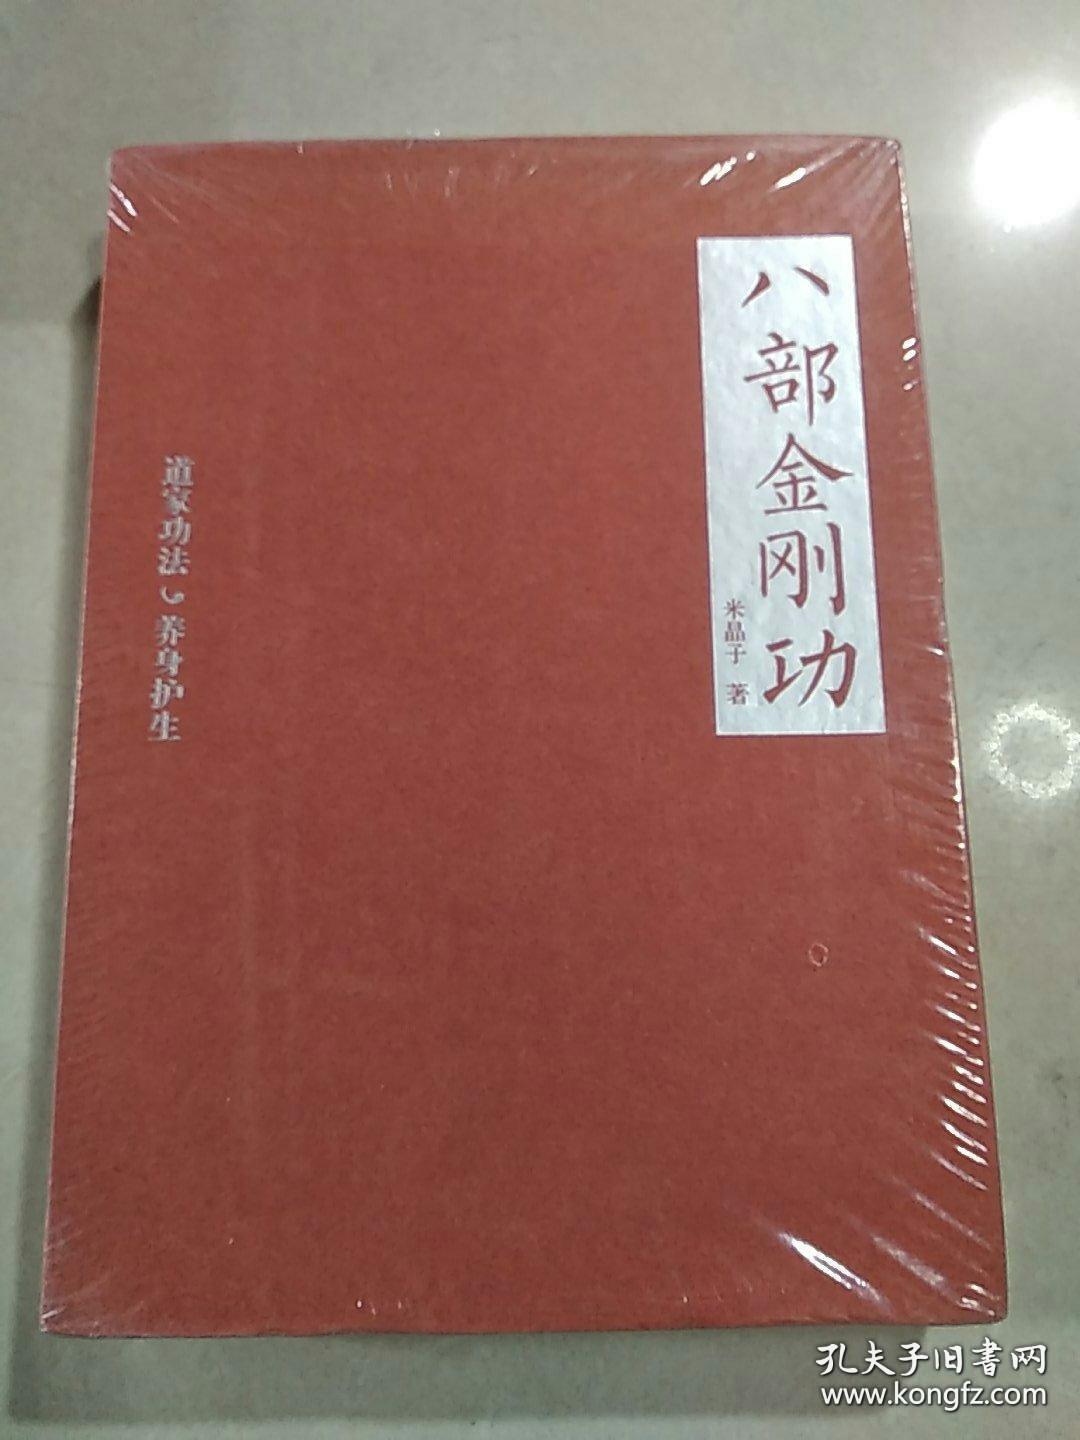 八部金刚功
米晶子 著
道家功法 养身护生
孔夫子旧書网
www.kongfz.com